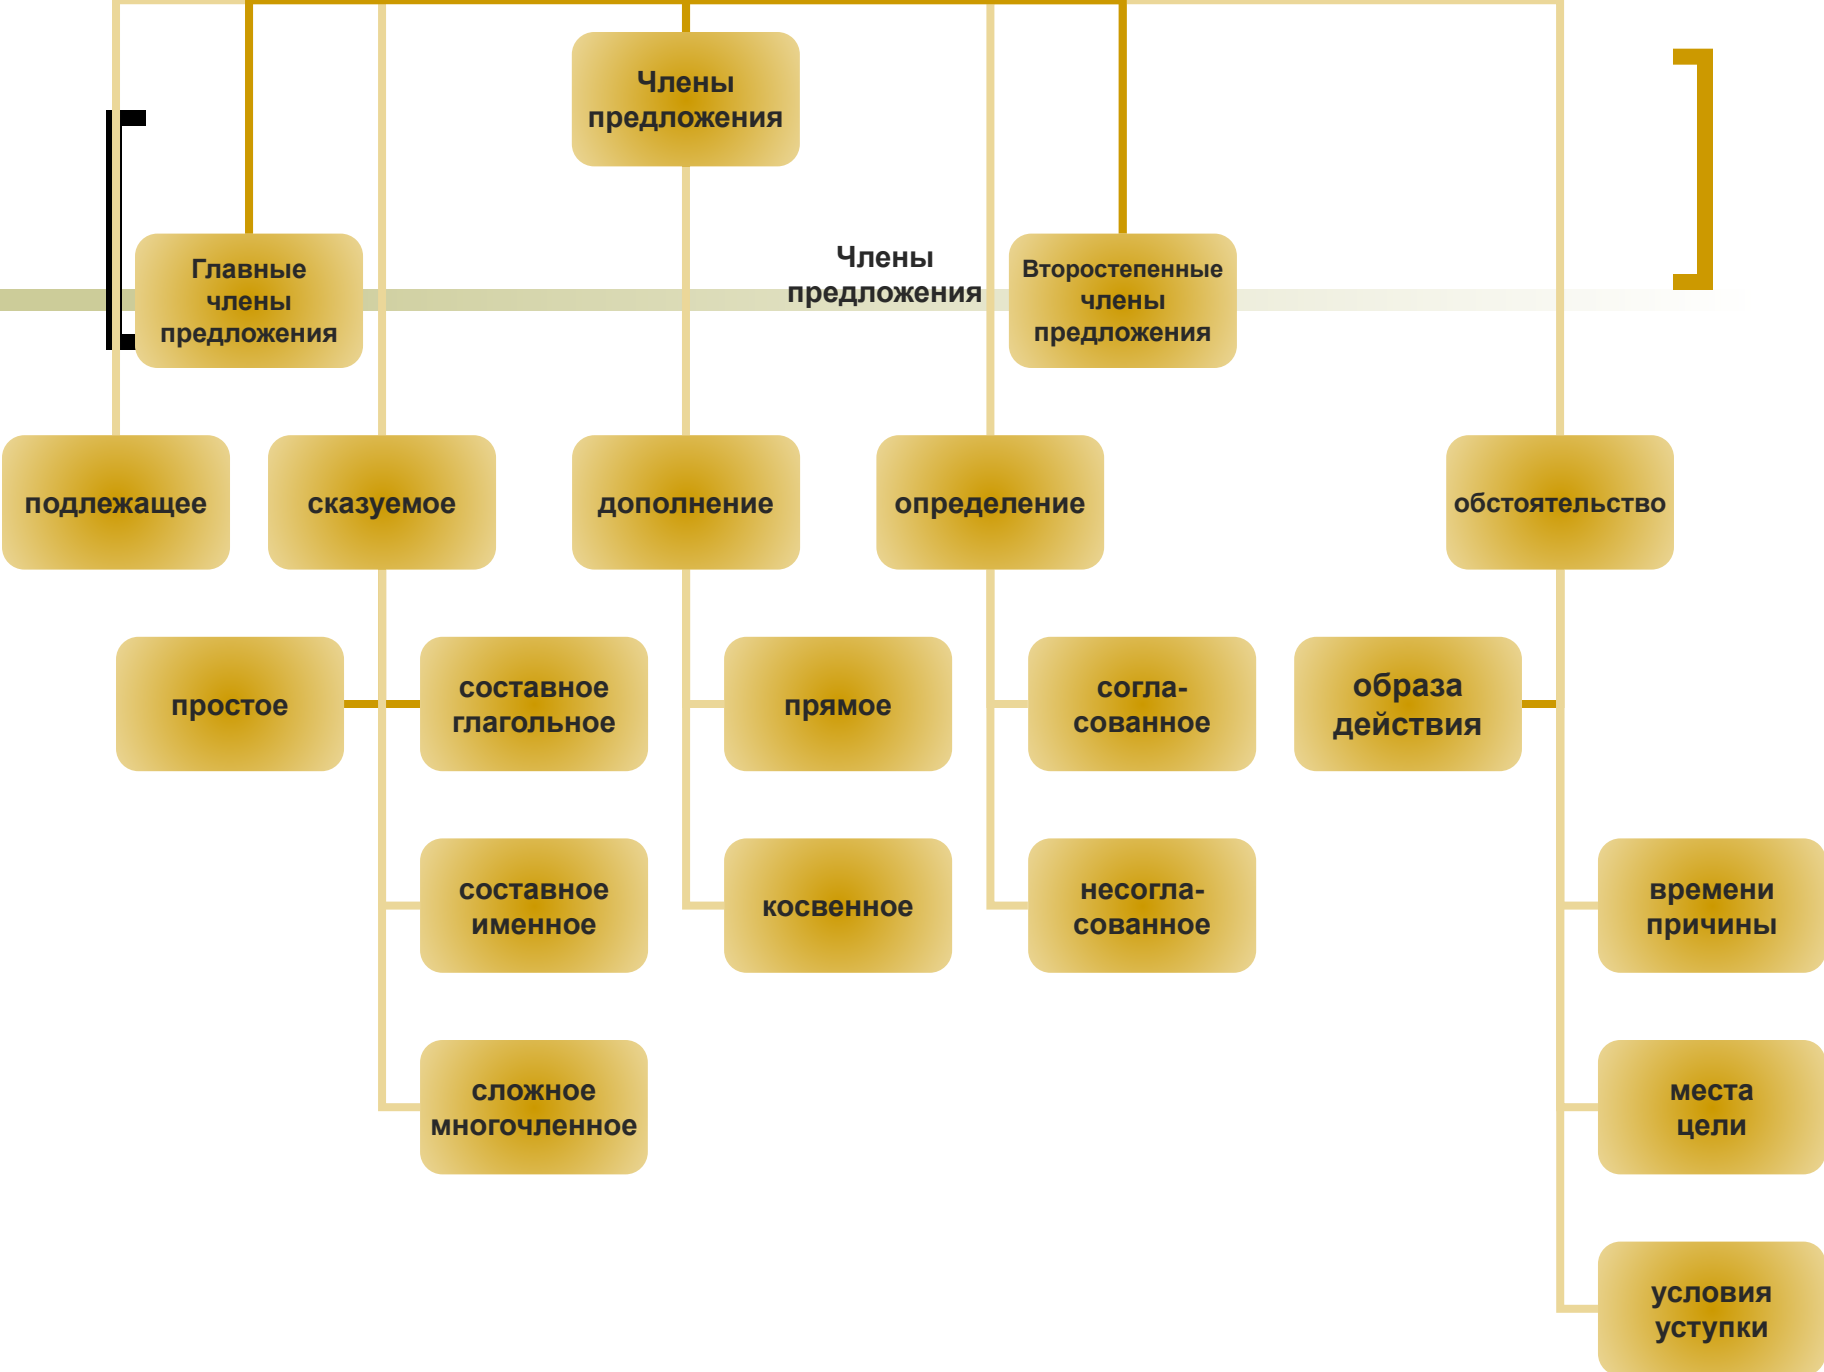 Члены
предложения
Члены
предложения
Главные
члены
предложения
Второстепенные
члены
предложения
подлежащее
сказуемое
дополнение
определение
обстоятельство
простое
составное
глагольное
прямое
согла-
сованное
образа
действия
составное
именное
косвенное
несогла-
сованное
времени
причины
сложное
многочленное
места
цели
условия
уступки